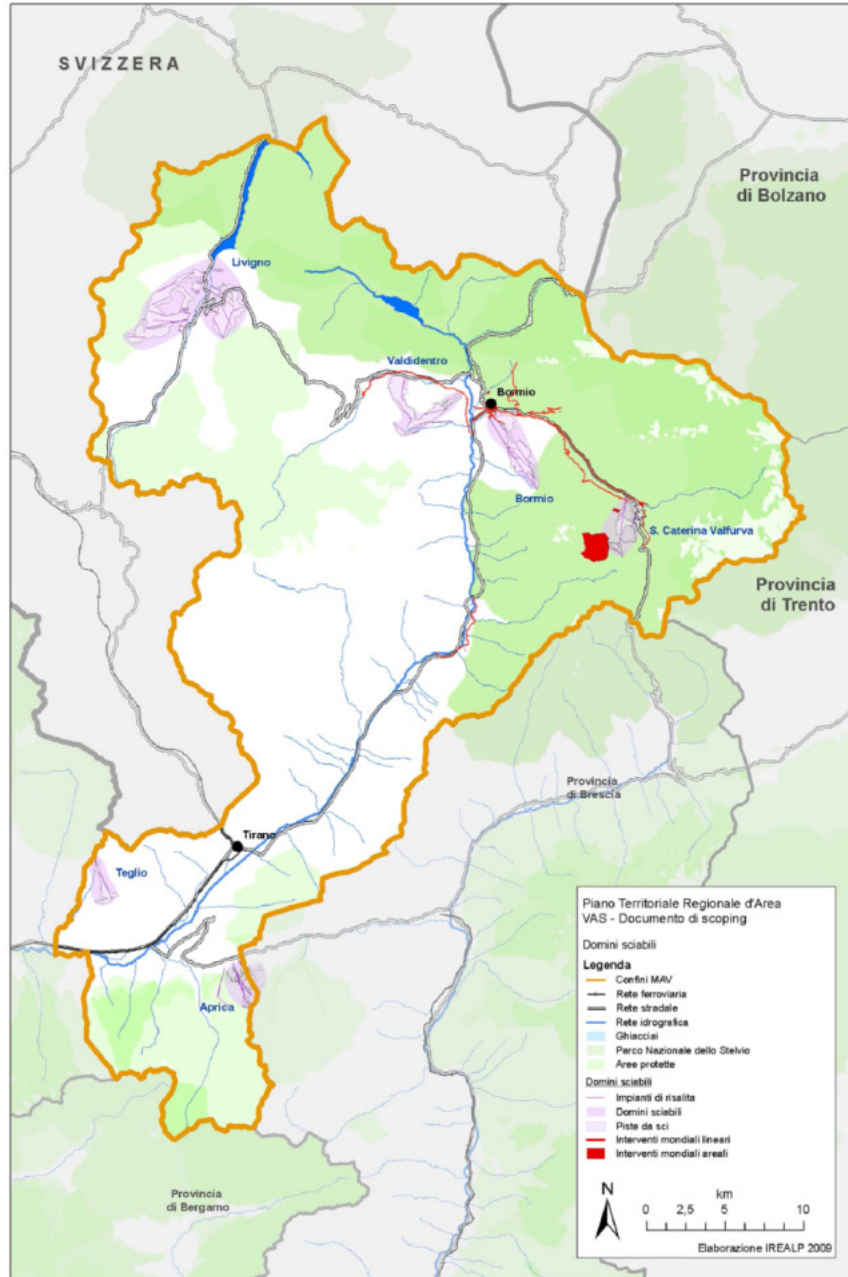 SVIZZERA
Provincia
di Bolzano
Livigno
Valdidentro
Bormio
Bormio
S. Caterina Valfurva
Provincia
di Trento
Provincia
di Brescia
Tirano
Teglio
Aprica
Provincia
di Bergamo
Piano Territoriale Regionale d'Area
VAS - Documento di scoping
Domini sciabili
Legenda
Confini MAV
Rete ferroviaria
Rete stradale
Rete idrografica
Ghiacciai
Parco Nazionale dello Stelvio
Aree protette
Domini sciabili
Impianti di risalita
Domini sciabili
Piste da sci
Interventi mondiali lineari
Interventi mondiali areali
N
km
0 2,5 5 10
Elaborazione IREALP 2009